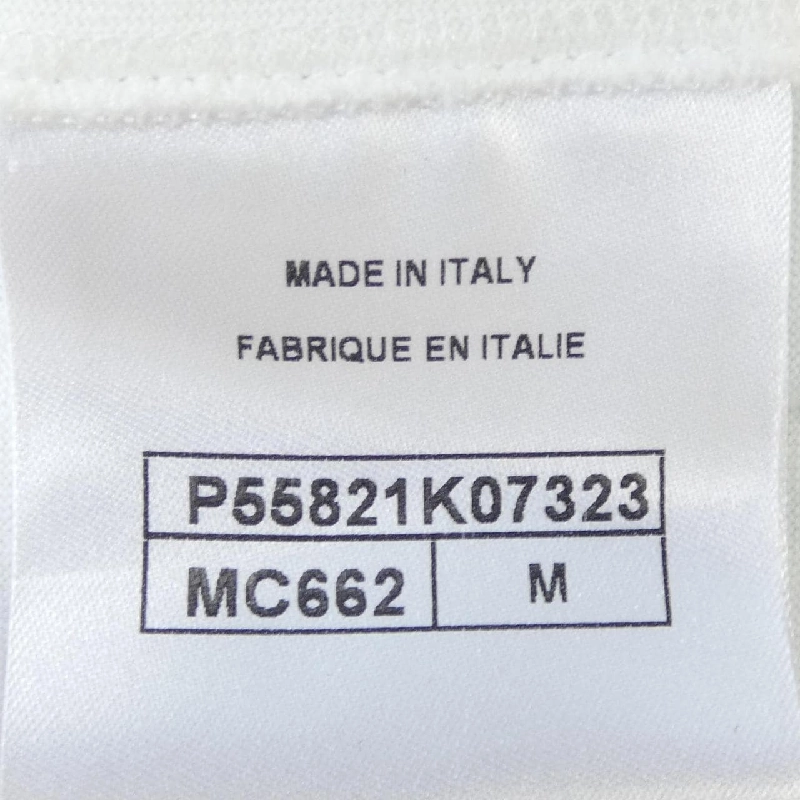 MADE IN ITALY
FABRIQUE EN ITALIE
P55821K07323
MC662 M